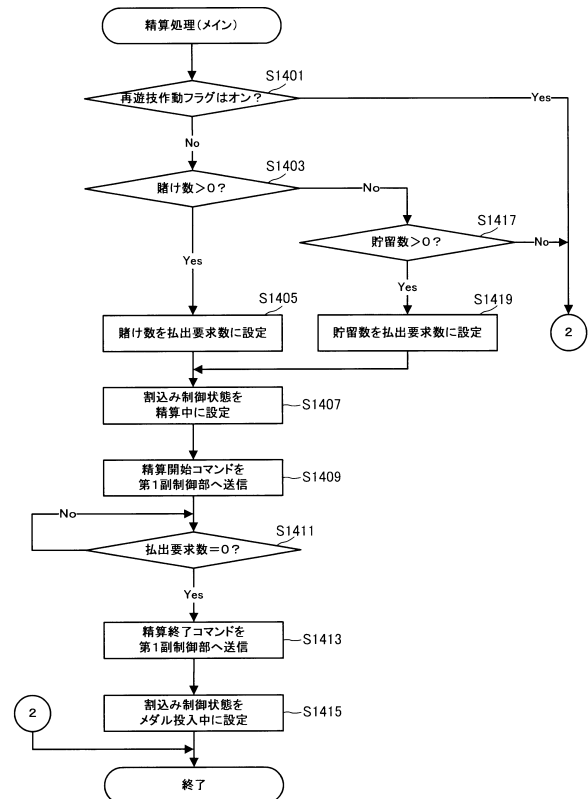 精算処理(メイン)
S1401
再遊技作動フラグはオン?
Yes
No
S1403
賭け数>0?
No
S1417
貯留数>0?
No
Yes
Yes
S1405
賭け数を払出要求数に設定
S1419
貯留数を払出要求数に設定
2
割込み制御状態を
精算中に設定
S1407
精算開始コマンドを
第1副制御部へ送信
S1409
No
S1411
払出要求数=0?
Yes
精算終了コマンドを
第1副制御部へ送信
S1413
割込み制御状態を
メダル投入中に設定
S1415
2
終了